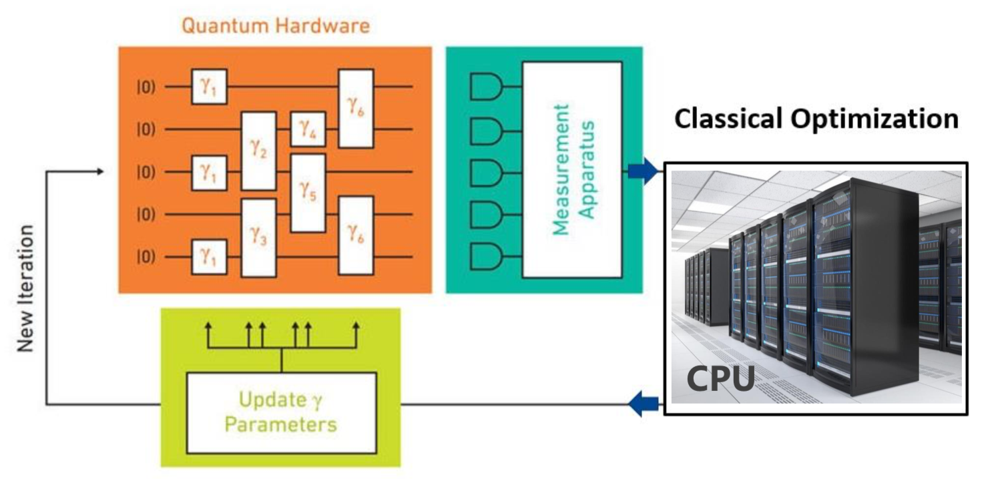 Quantum Hardware
|0⟩
γ1
γ6
|0⟩
γ2
γ4
|0⟩
γ1
γ5
|0⟩
γ3
γ6
|0⟩
γ1
Measurement
Apparatus
Classical Optimization
CPU
New Iteration
Update γ
Parameters